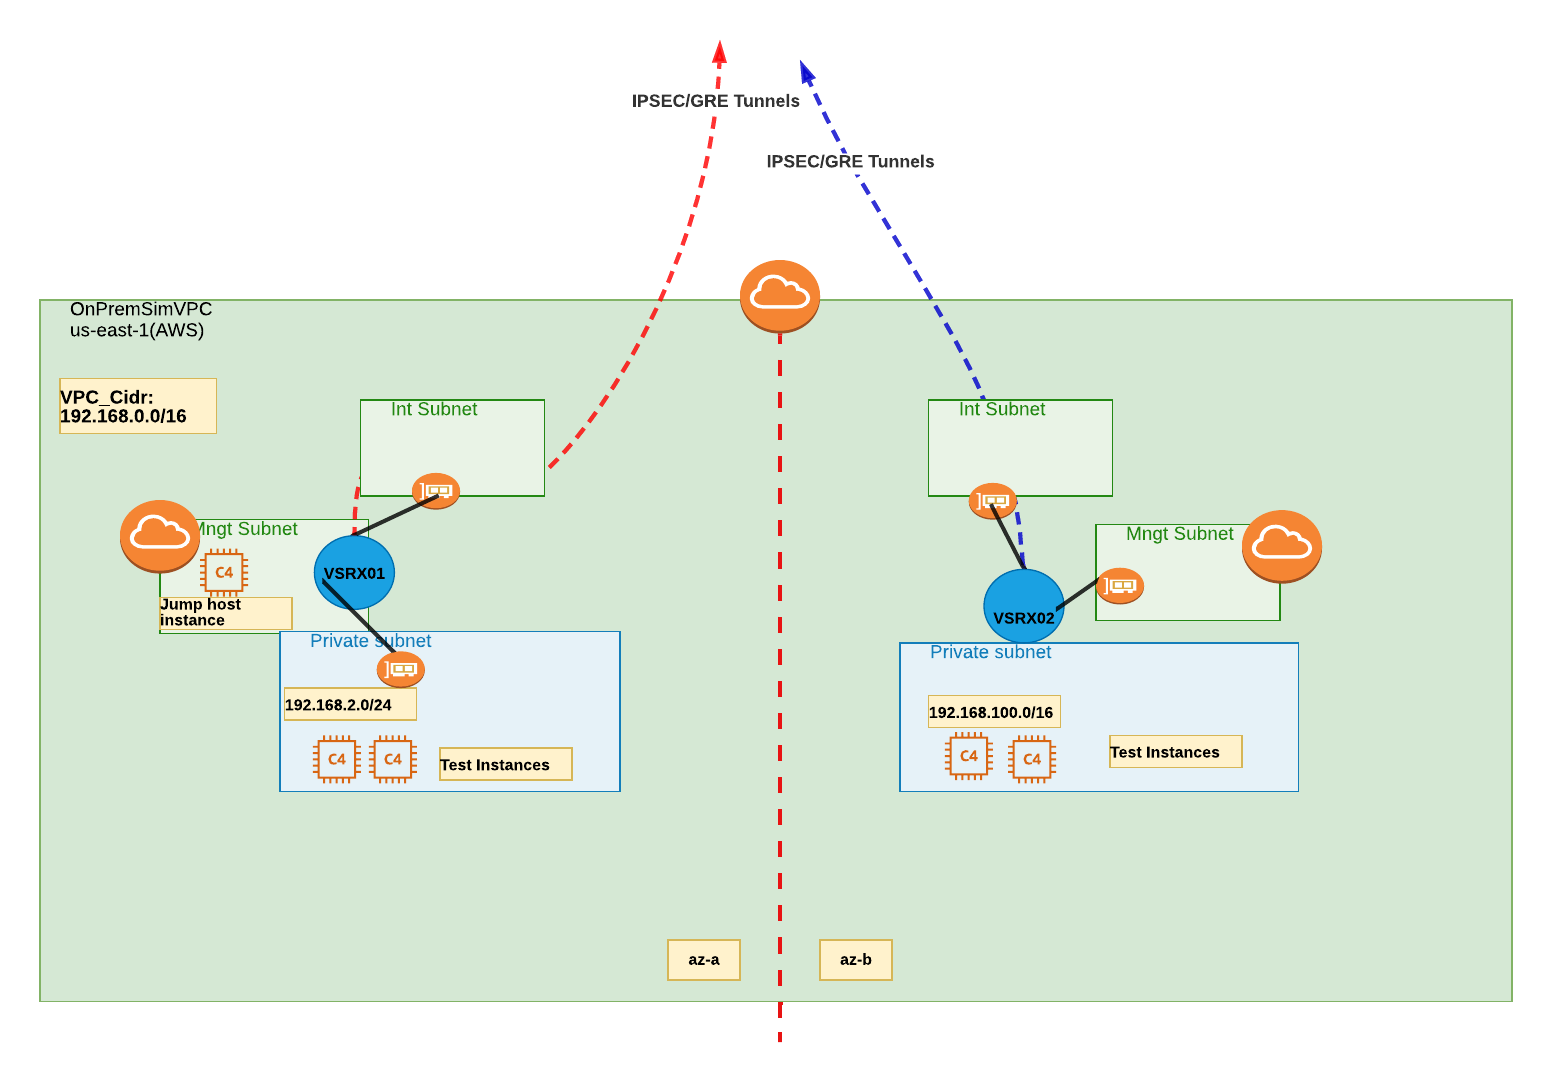 IPSEC/GRE Tunnels
IPSEC/GRE Tunnels
OnPremSimVPC
us-east-1(AWS)
VPC_Cidr:
192.168.0.0/16
Int Subnet
Int Subnet
Mngt Subnet
C4
Jump host
instance
VSRX01
Mngt Subnet
VSRX02
Private subnet
192.168.2.0/24
C4
C4
Test Instances
Private subnet
192.168.100.0/16
C4
C4
Test Instances
az-a
az-b